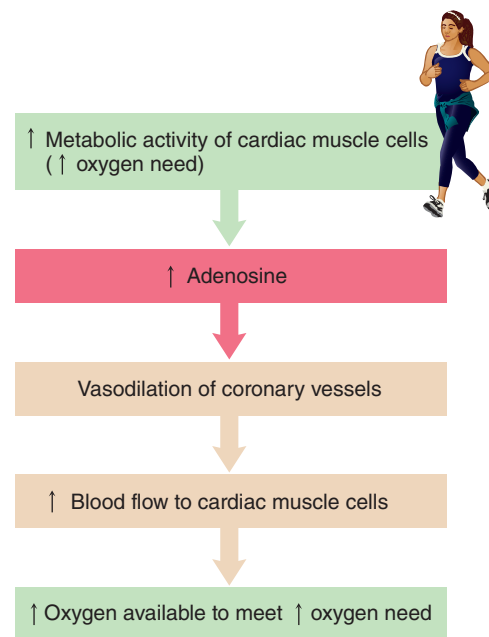 ↑ Metabolic activity of cardiac muscle cells
(↑ oxygen need)
↑ Adenosine
Vasodilation of coronary vessels
↑ Blood flow to cardiac muscle cells
↑ Oxygen available to meet ↑ oxygen need